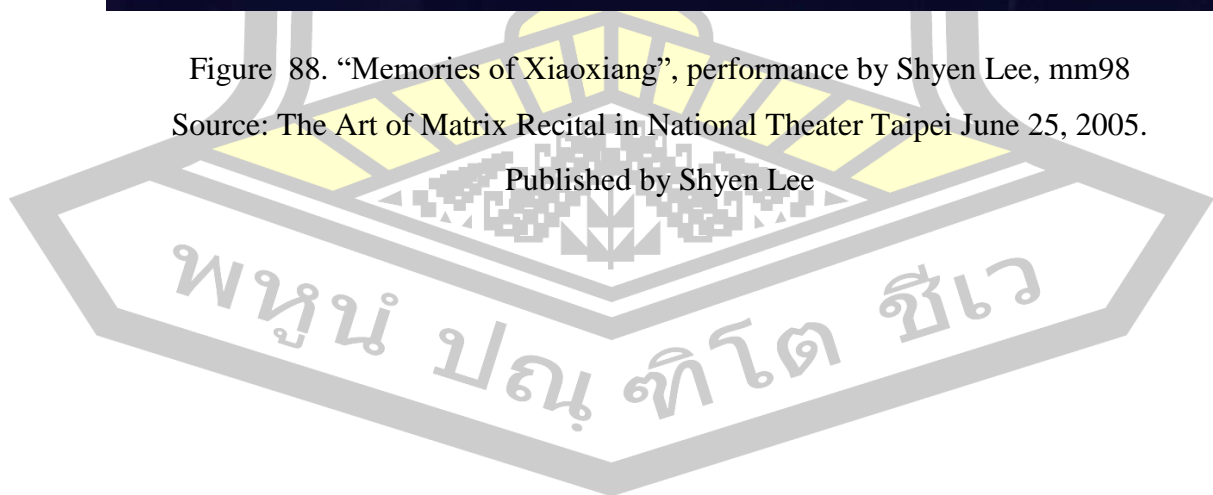 Figure 88. “Memories of Xiaoxiang”, performance by Shyen Lee, mm98
Source: The Art of Matrix Recital in National Theater Taipei June 25, 2005.
Published by Shyen Lee
พหูนํ ปณฺฑิโต ชีเว